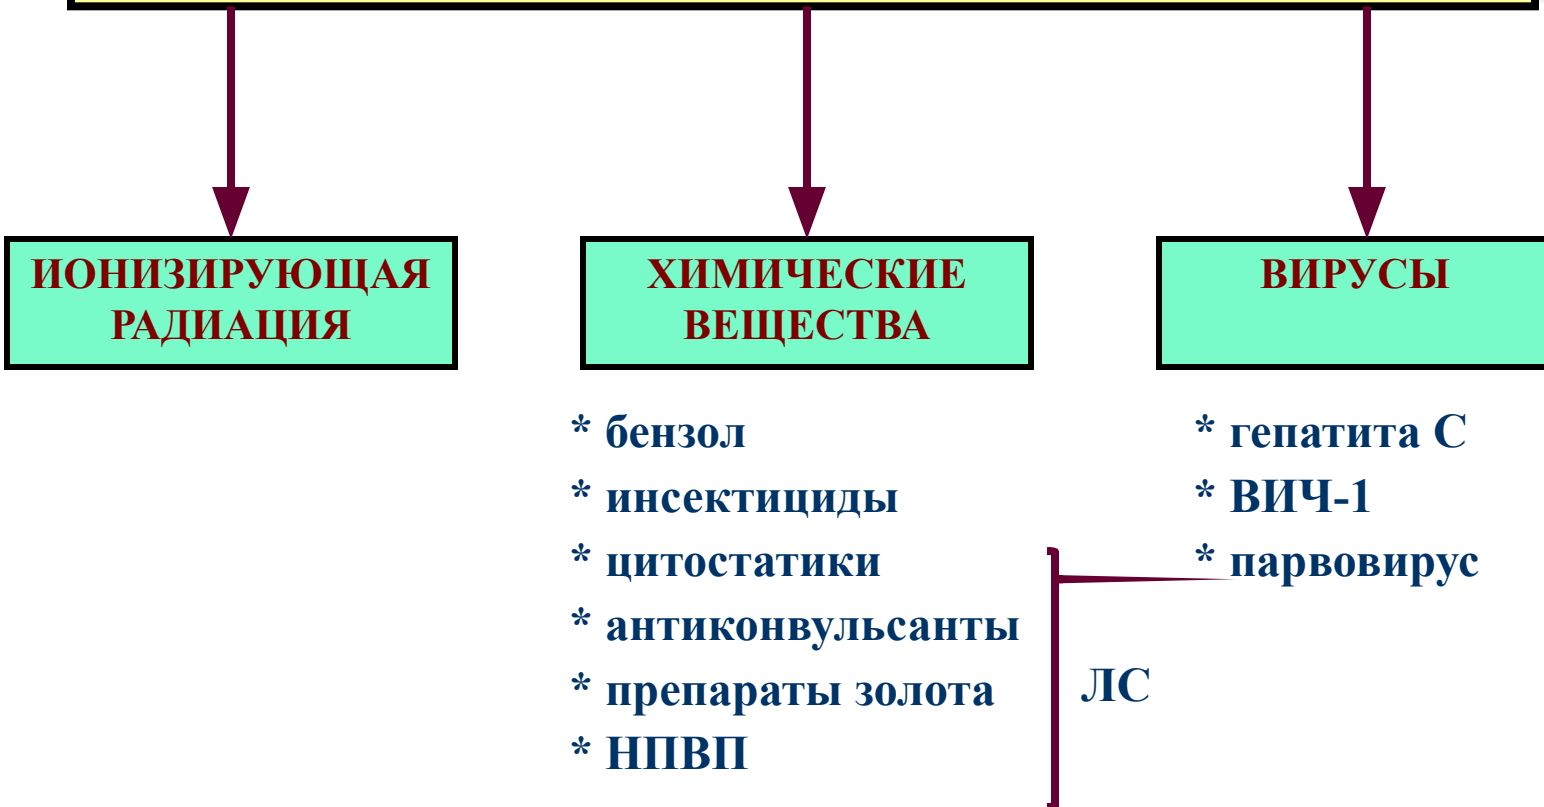 ИОНИЗИРУЮЩАЯ
РАДИАЦИЯ
ХИМИЧЕСКИЕ
ВЕЩЕСТВА
ВИРУСЫ
* бензол
* инсектициды
* цитостатики
* антиконвульсанты
* препараты золота
* НПВП
ЛС
* гепатита С
* ВИЧ-1
* парвовирус